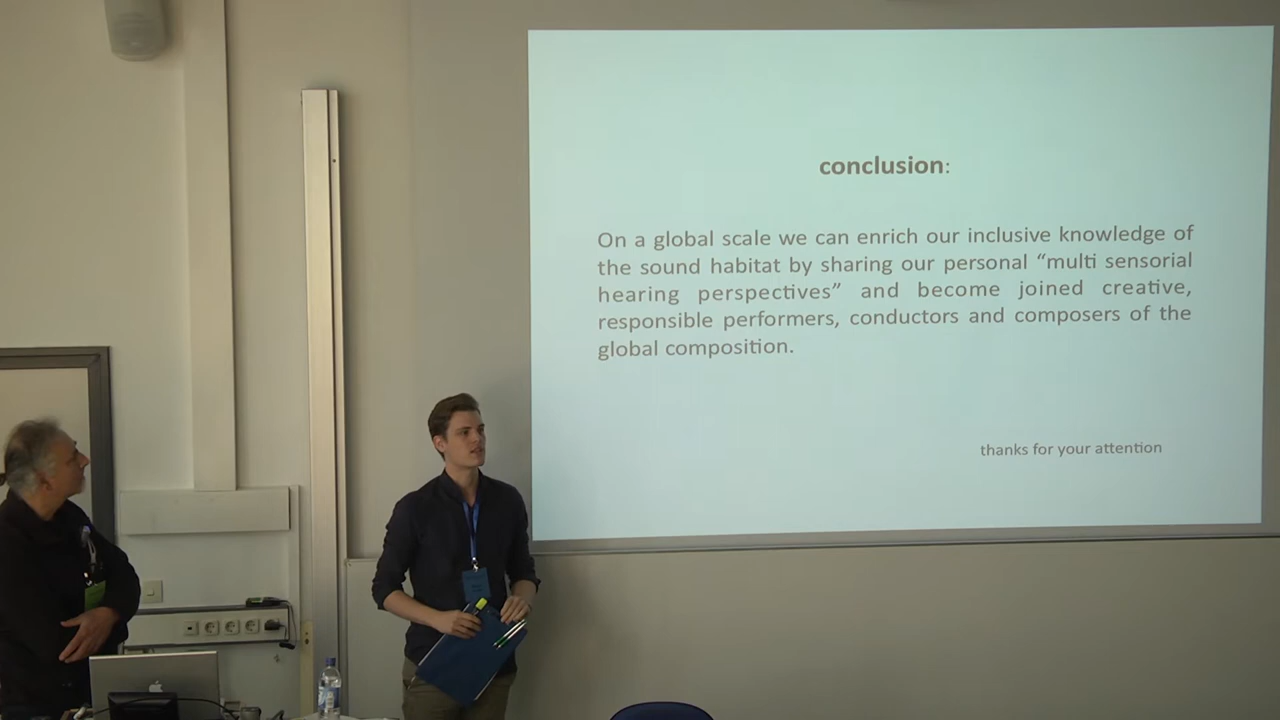 conclusion:
On a global scale we can enrich our inclusive knowledge of
the sound habitat by sharing our personal “multi sensorial
hearing perspectives” and become joined creative,
responsible performers, conductors and composers of the
global composition.
thanks for your attention